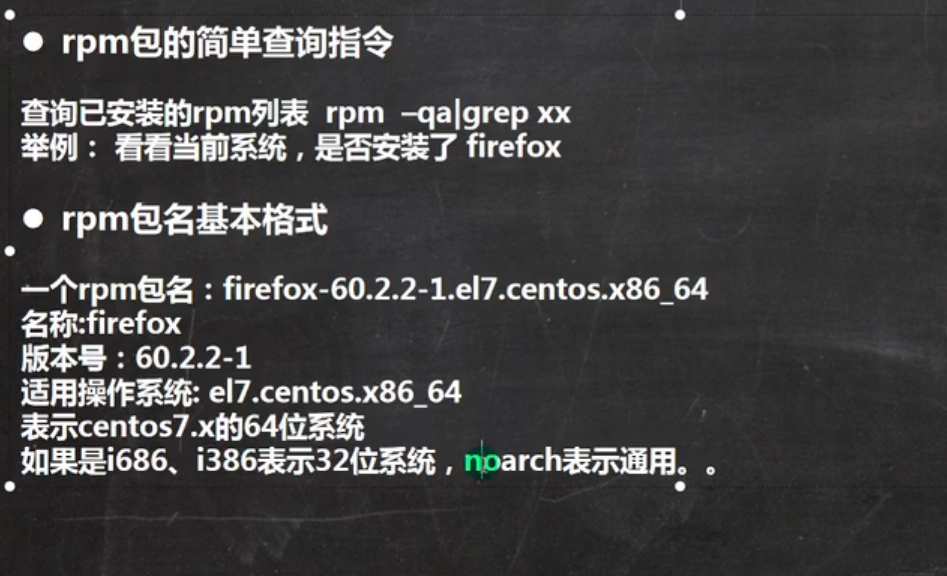 ● rpm包的简单查询指令
查询已安装的rpm列表 rpm –qa|grep xx
举例： 看看当前系统，是否安装了 firefox
● rpm包名基本格式
一个rpm包名：firefox-60.2.2-1.el7.centos.x86_64
名称:firefox
版本号：60.2.2-1
适用操作系统: el7.centos.x86_64
表示centos7.x的64位系统
如果是i686、i386表示32位系统，noarch表示通用。。